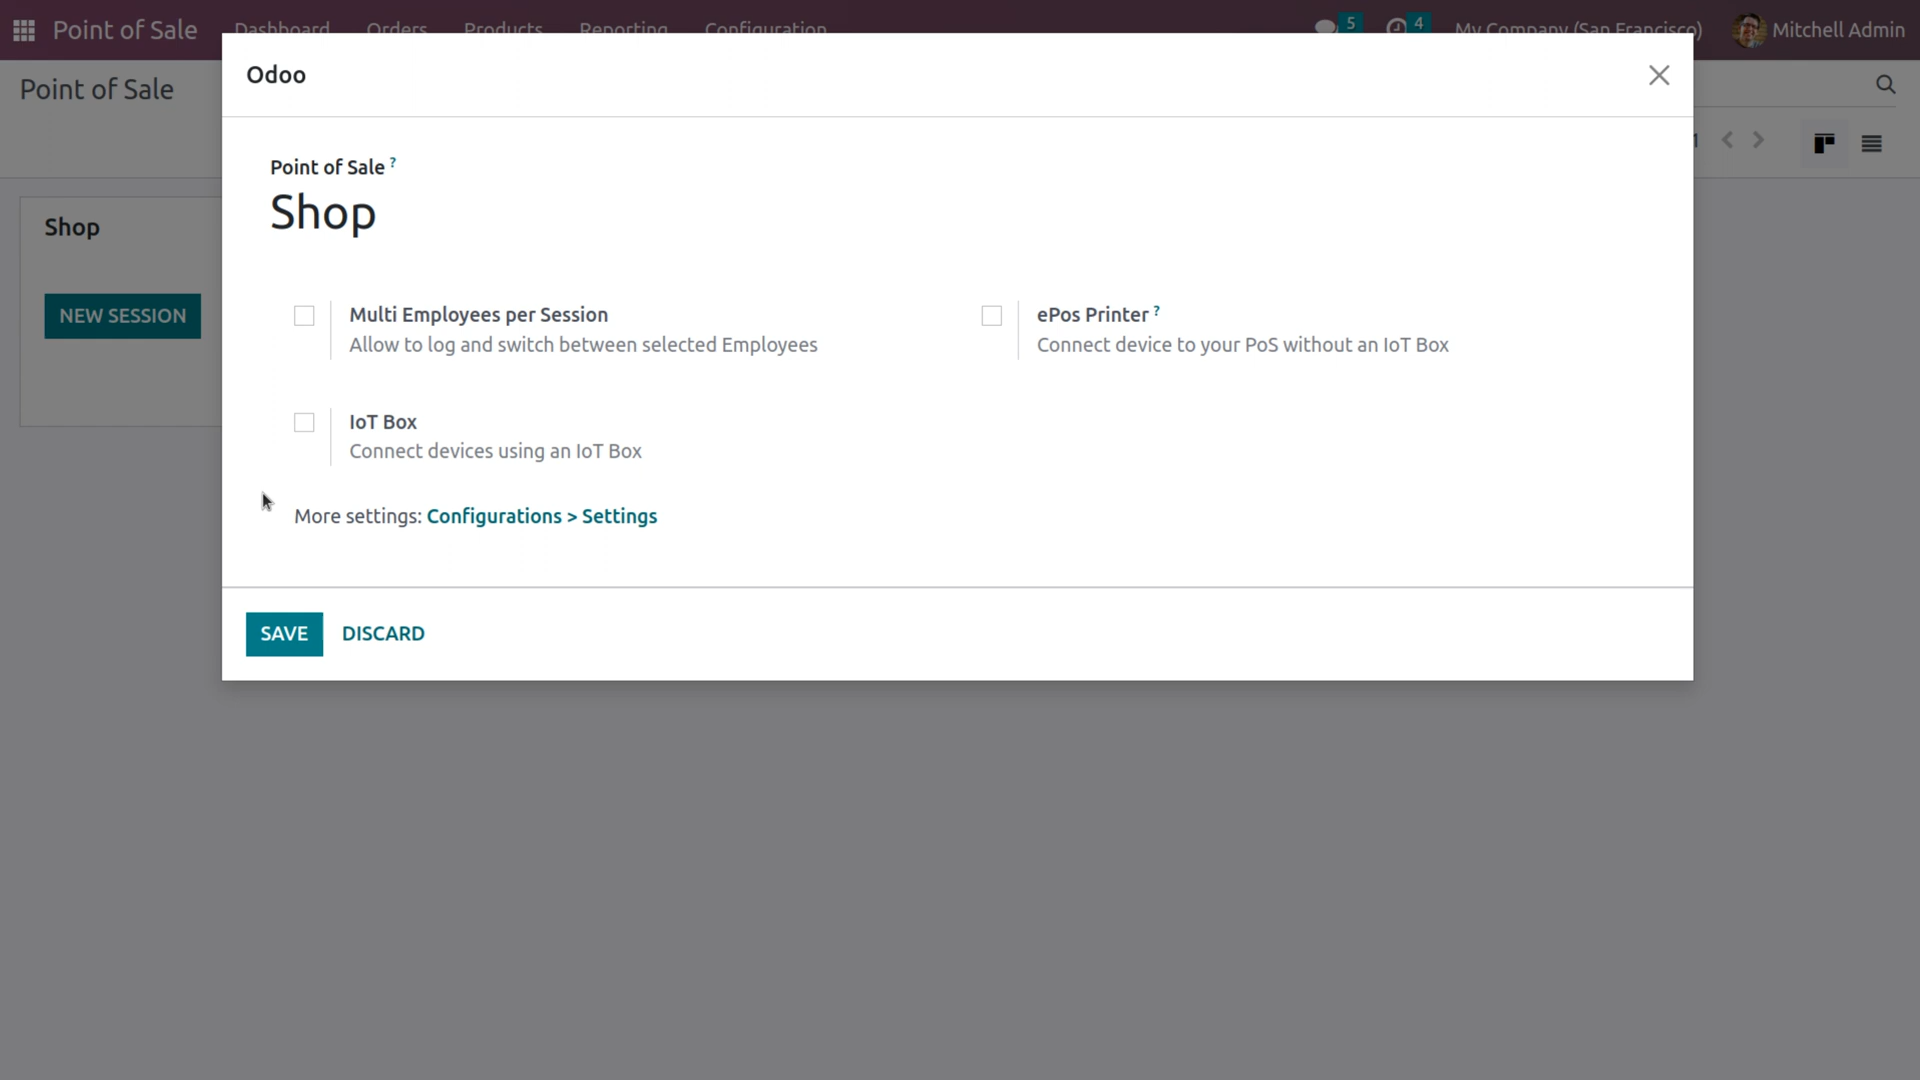 Point of Sale Dashboard Orders Products Reporting Configuration 5 4 My Company (San Francisco) Mitchell Admin
Odoo
Point of Sale
1
Point of Sale ?
Shop
Shop
NEW SESSION
Multi Employees per Session
Allow to log and switch between selected Employees
ePos Printer ?
Connect device to your PoS without an IoT Box
IoT Box
Connect devices using an IoT Box
More settings: Configurations > Settings
SAVE DISCARD